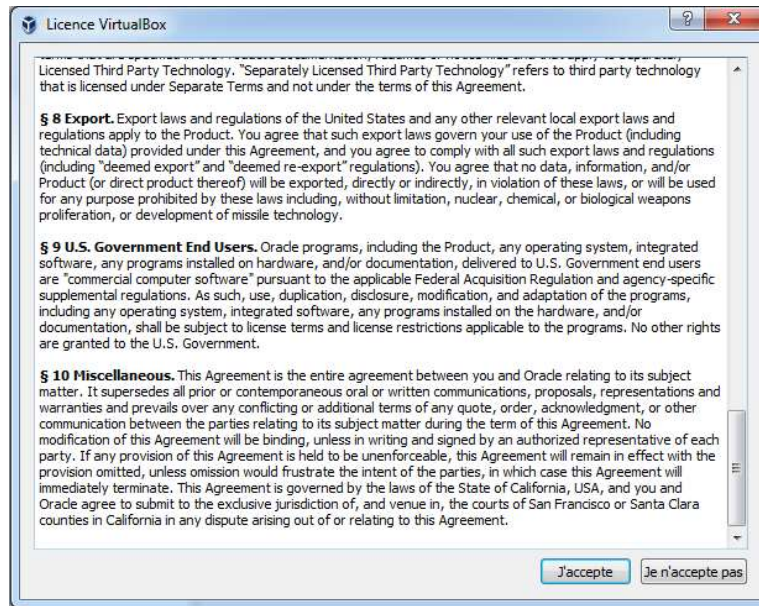 Licence VirtualBox
Licensed Third Party Technology. “Separately Licensed Third Party Technology” refers to third party technology
that is licensed under Separate Terms and not under the terms of this Agreement.
§ 8 Export. Export laws and regulations of the United States and any other relevant local export laws and
regulations apply to the Product. You agree that such export laws govern your use of the Product (including
technical data) provided under this Agreement, and you agree to comply with all such export laws and regulations
(including “deemed export” and “deemed re-export” regulations). You agree that no data, information, and/or
Product (or direct product thereof) will be exported, directly or indirectly, in violation of these laws, or will be used
for any purpose prohibited by these laws including, without limitation, nuclear, chemical, or biological weapons
proliferation, or development of missile technology.
§ 9 U.S. Government End Users. Oracle programs, including the Product, any operating system, integrated
software, any programs installed on hardware, and/or documentation, delivered to U.S. Government end users
are "commercial computer software" pursuant to the applicable Federal Acquisition Regulation and agency-specific
supplemental regulations. As such, use, duplication, disclosure, modification, and adaptation of the programs,
including any operating system, integrated software, any programs installed on the hardware, and/or
documentation, shall be subject to license terms and license restrictions applicable to the programs. No other rights
are granted to the U.S. Government.
§ 10 Miscellaneous. This Agreement is the entire agreement between you and Oracle relating to its subject
matter. It supersedes all prior or contemporaneous oral or written communications, proposals, representations and
warranties and prevails over any conflicting or additional terms of any quote, order, acknowledgment, or other
communication between the parties relating to its subject matter during the term of this Agreement. No
modification of this Agreement will be binding, unless in writing and signed by an authorized representative of each
party. If any provision of this Agreement is held to be unenforceable, this Agreement will remain in effect with the
provision omitted, unless omission would frustrate the intent of the parties, in which case this Agreement will
immediately terminate. This Agreement is governed by the laws of the State of California, USA, and you and
Oracle agree to submit to the exclusive jurisdiction of, and venue in, the courts of San Francisco or Santa Clara
counties in California in any dispute arising out of or relating to this Agreement.
J'accepte
Je n'accepte pas